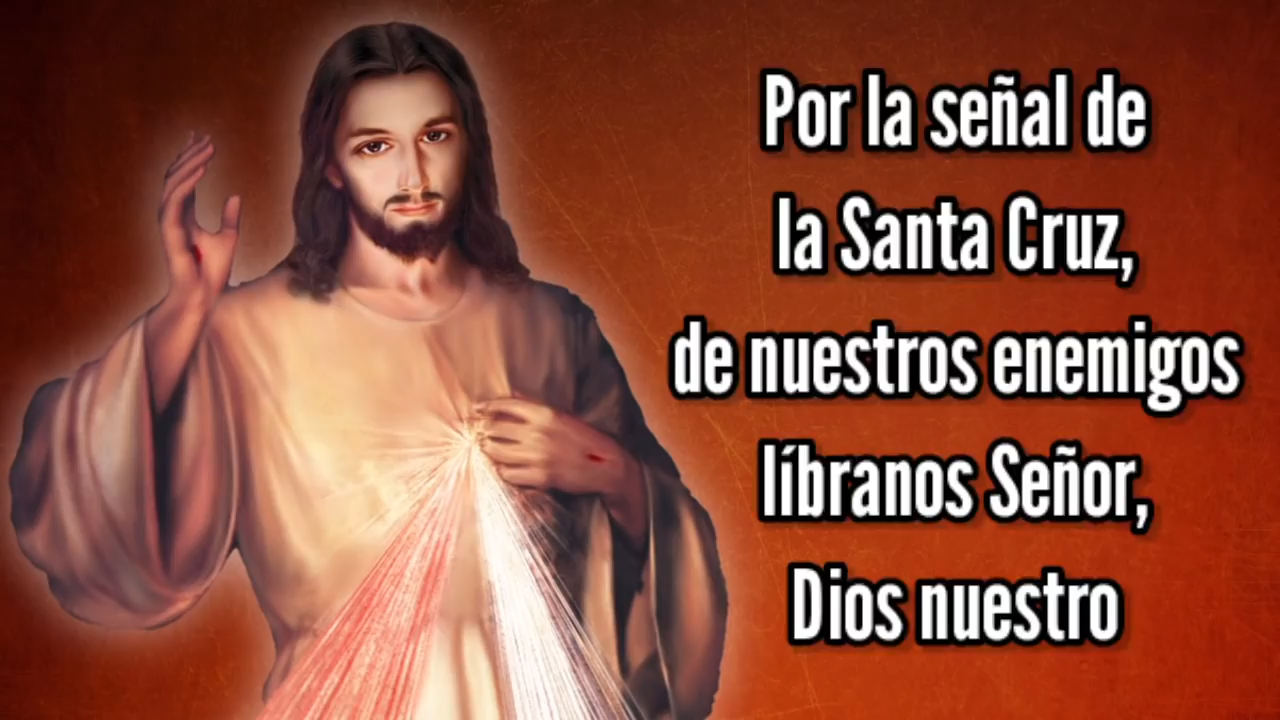 Por la señal de
la Santa Cruz,
de nuestros enemigos
líbranos Señor,
Dios nuestro